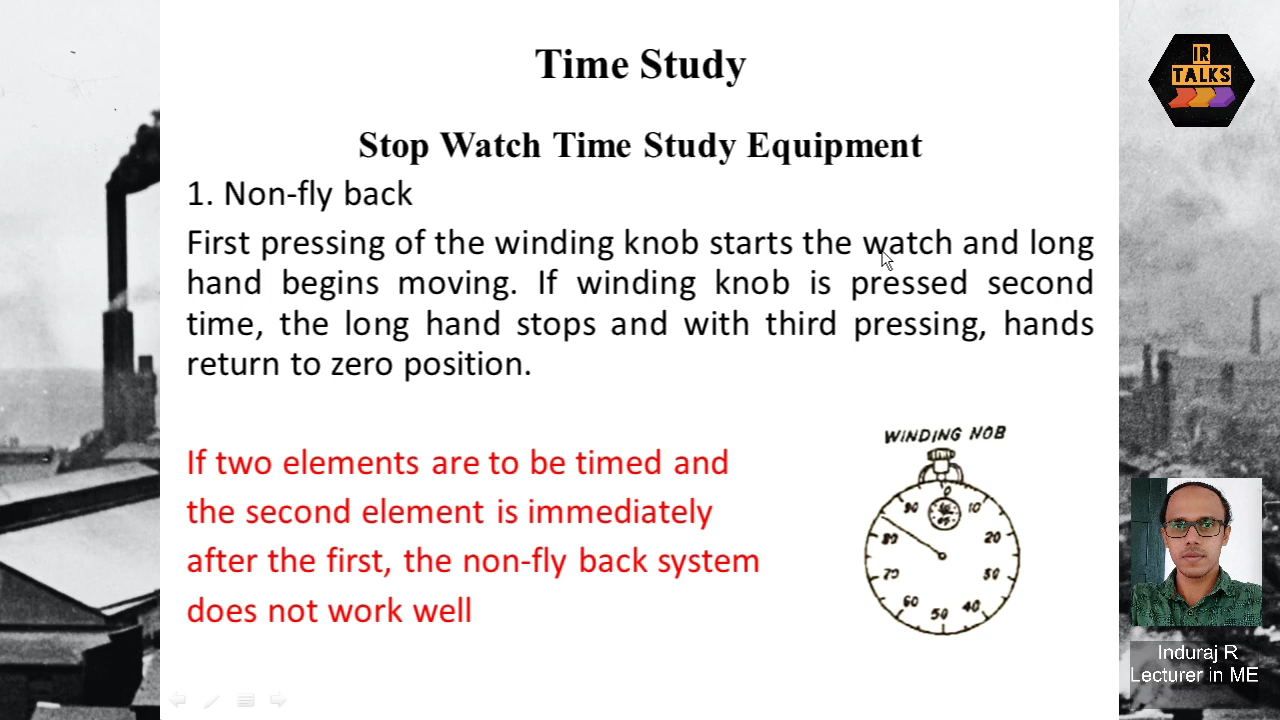 Time Study
Stop Watch Time Study Equipment
1. Non-fly back
First pressing of the winding knob starts the watch and long
hand begins moving. If winding knob is pressed second
time, the long hand stops and with third pressing, hands
return to zero position.
If two elements are to be timed and
the second element is immediately
after the first, the non-fly back system
does not work well
WINDING NOB
0
90
10
80
20
70
30
60
40
50
IR
TALKS
Induraj R
Lecturer in ME